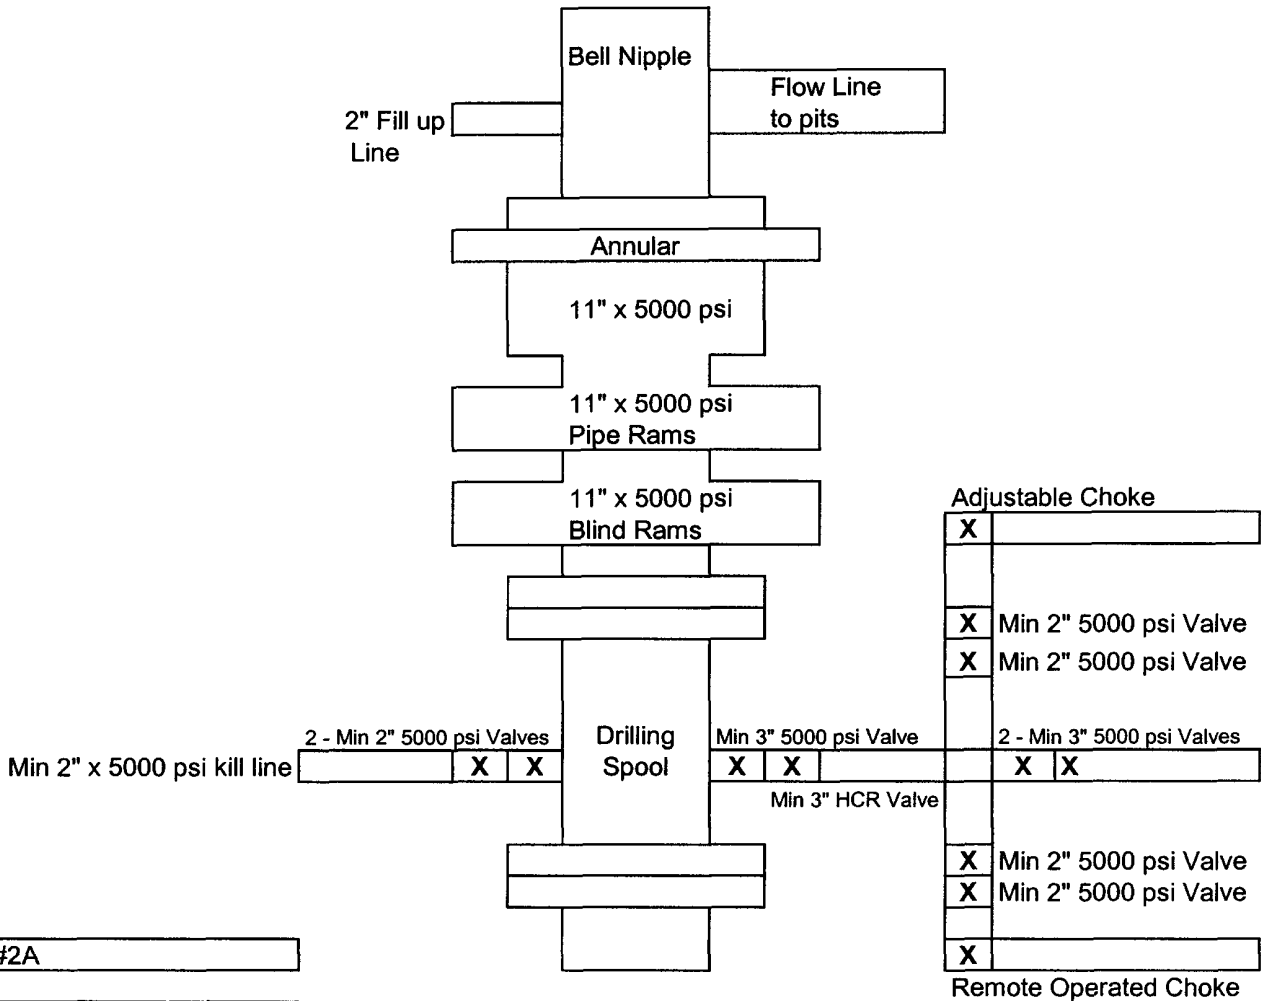 Bell Nipple
Flow Line
to pits
2" Fill up
Line
Annular
11" x 5000 psi
11" x 5000 psi
Pipe Rams
11" x 5000 psi
Blind Rams
Adjustable Choke
X
X Min 2" 5000 psi Valve
X Min 2" 5000 psi Valve
2 - Min 2" 5000 psi Valves
Drilling
Spool
Min 3" 5000 psi Valve
2 - Min 3" 5000 psi Valves
Min 2" x 5000 psi kill line
X X
X X
X X
Min 3" HCR Valve
X Min 2" 5000 psi Valve
X Min 2" 5000 psi Valve
#2A
X
Remote Operated Choke